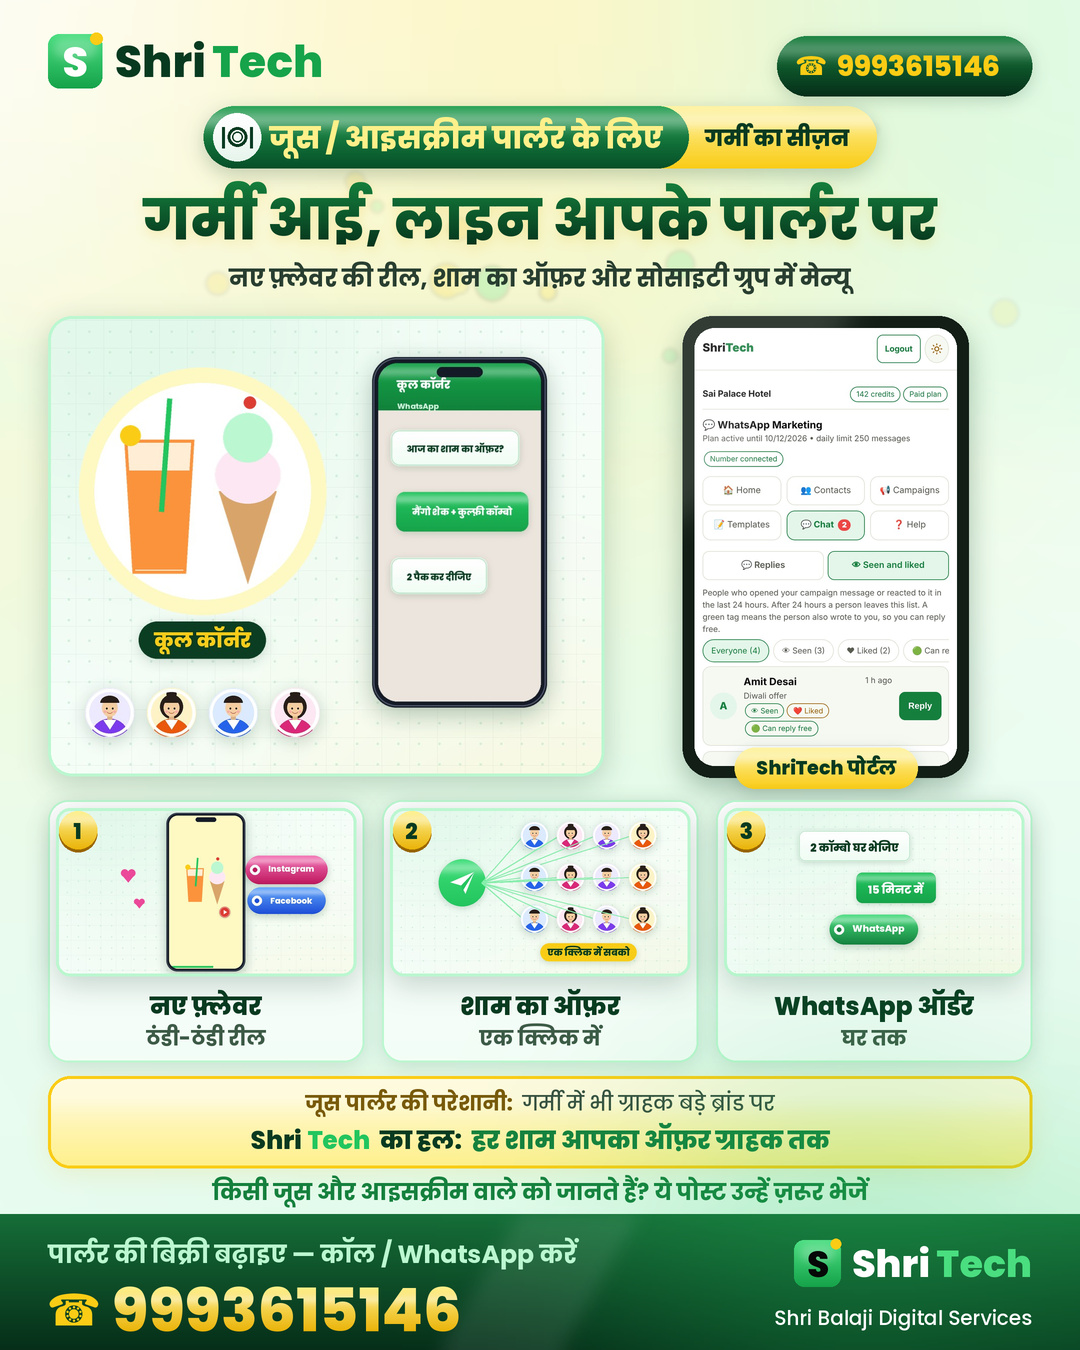 S Shri Tech
☎ 9993615146
जूस / आइसक्रीम पार्लर के लिए
गर्मी का सीज़न
गर्मी आई, लाइन आपके पार्लर पर
नए फ़्लेवर की रील, शाम का ऑफ़र और सोसाइटी ग्रुप में मेन्यू
कूल कॉर्नर
WhatsApp
आज का शाम का ऑफ़र?
मैंगो शेक + कुल्फ़ी कॉम्बो
2 पैक कर दीजिए
कूल कॉर्नर
ShriTech
Logout
Sai Palace Hotel
142 credits
Paid plan
💬 WhatsApp Marketing
Plan active until 10/12/2026 • daily limit 250 messages
Number connected
🏠 Home
👥 Contacts
📢 Campaigns
📝 Templates
💬 Chat 2
❓ Help
💬 Replies
👁 Seen and liked
People who opened your campaign message or reacted to it in
the last 24 hours. After 24 hours a person leaves this list. A
green tag means the person also wrote to you, so you can reply
free.
Everyone (4)
👁 Seen (3)
♥ Liked (2)
🟢 Can re
A
Amit Desai
1 h ago
Diwali offer
👁 Seen
❤ Liked
🟢 Can reply free
Reply
ShriTech पोर्टल
1
Instagram
Facebook
नए फ़्लेवर
ठंडी-ठंडी रील
2
एक क्लिक में सबको
शाम का ऑफ़र
एक क्लिक में
3
2 कॉम्बो घर भेजिए
15 मिनट में
WhatsApp
WhatsApp ऑर्डर
घर तक
जूस पार्लर की परेशानी: गर्मी में भी ग्राहक बड़े ब्रांड पर
Shri Tech का हल: हर शाम आपका ऑफ़र ग्राहक तक
किसी जूस और आइसक्रीम वाले को जानते हैं? ये पोस्ट उन्हें ज़रूर भेजें
पार्लर की बिक्री बढ़ाइए — कॉल / WhatsApp करें
☎ 9993615146
S Shri Tech
Shri Balaji Digital Services